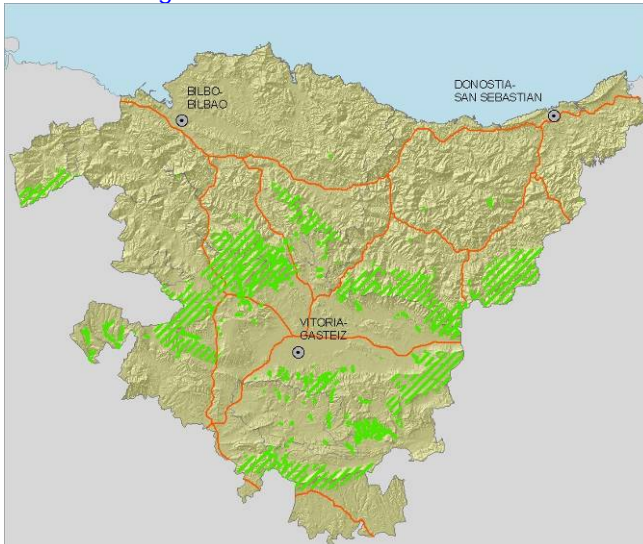 BILBO-
BILBAO
DONOSTIA-
SAN SEBASTIAN
VITORIA-
GASTEIZ